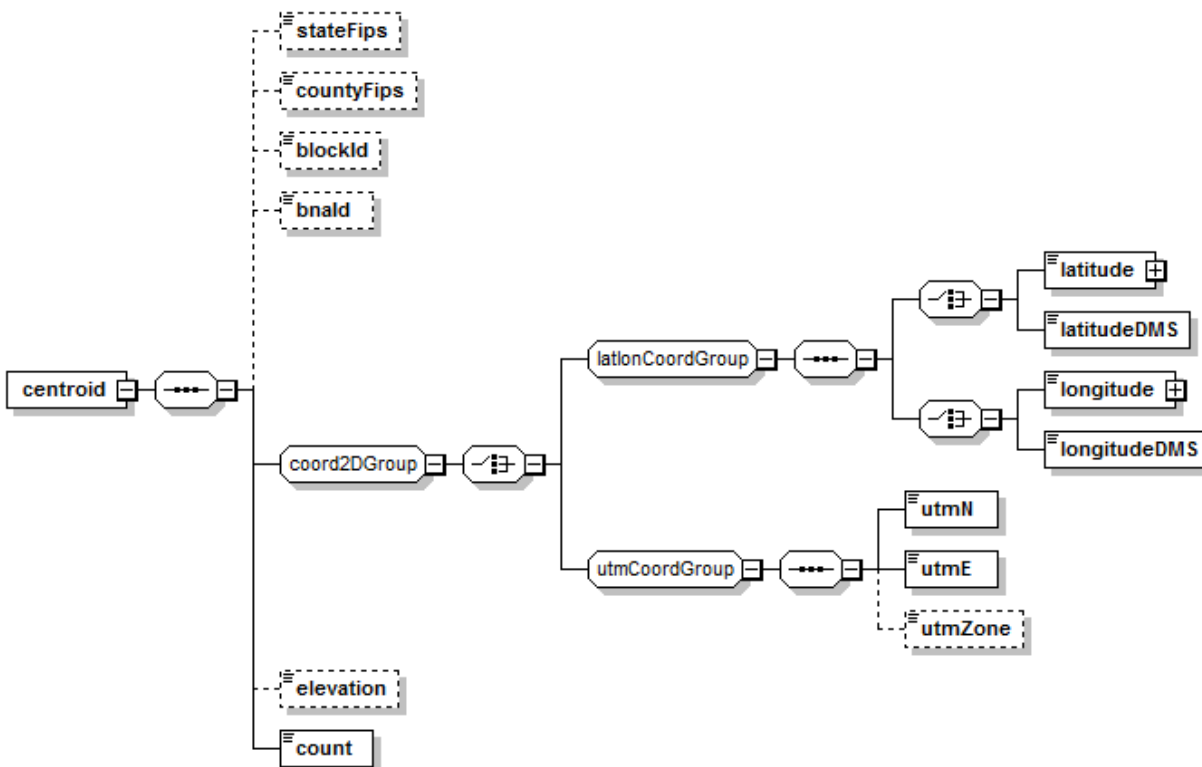 stateFips
countyFips
blockId
bnaId
latitude
latitudeDMS
latlonCoordGroup
centroid
longitude
longitudeDMS
coord2DGroup
utmN
utmCoordGroup
utmE
utmZone
elevation
count